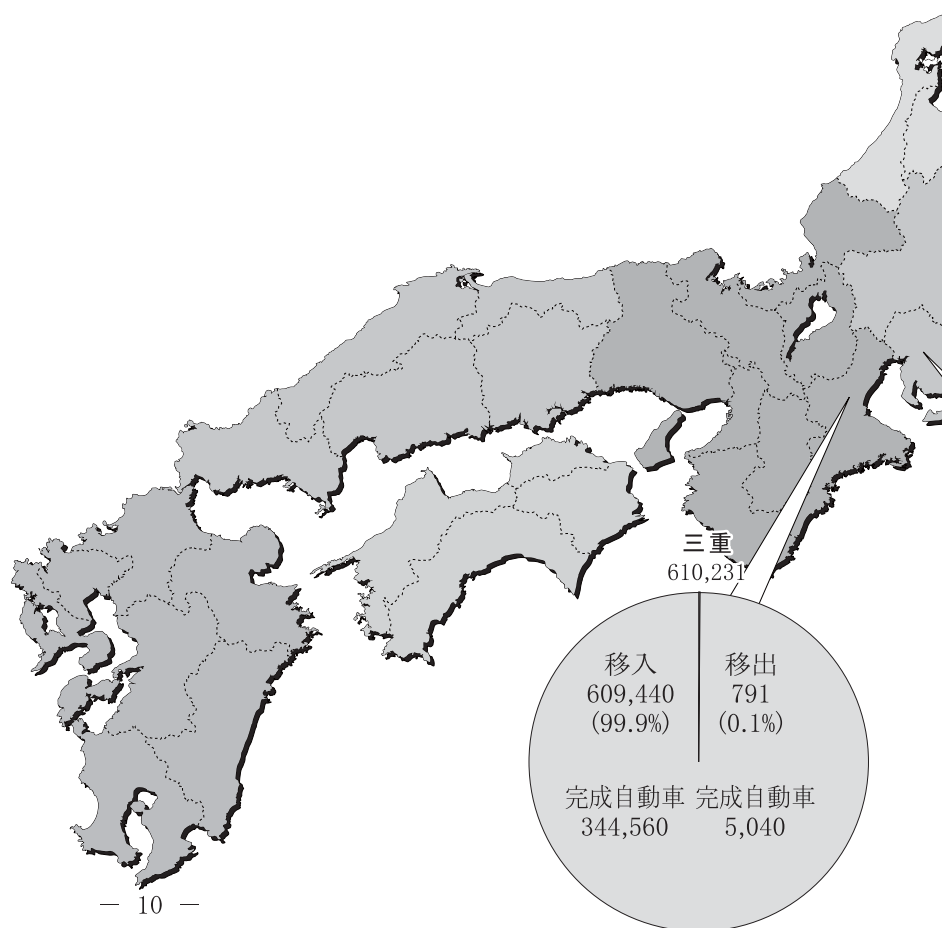 三重
610,231
移入
609,440
(99.9%)
移出
791
(0.1%)
完成自動車
344,560
完成自動車
5,040
― 10 ―